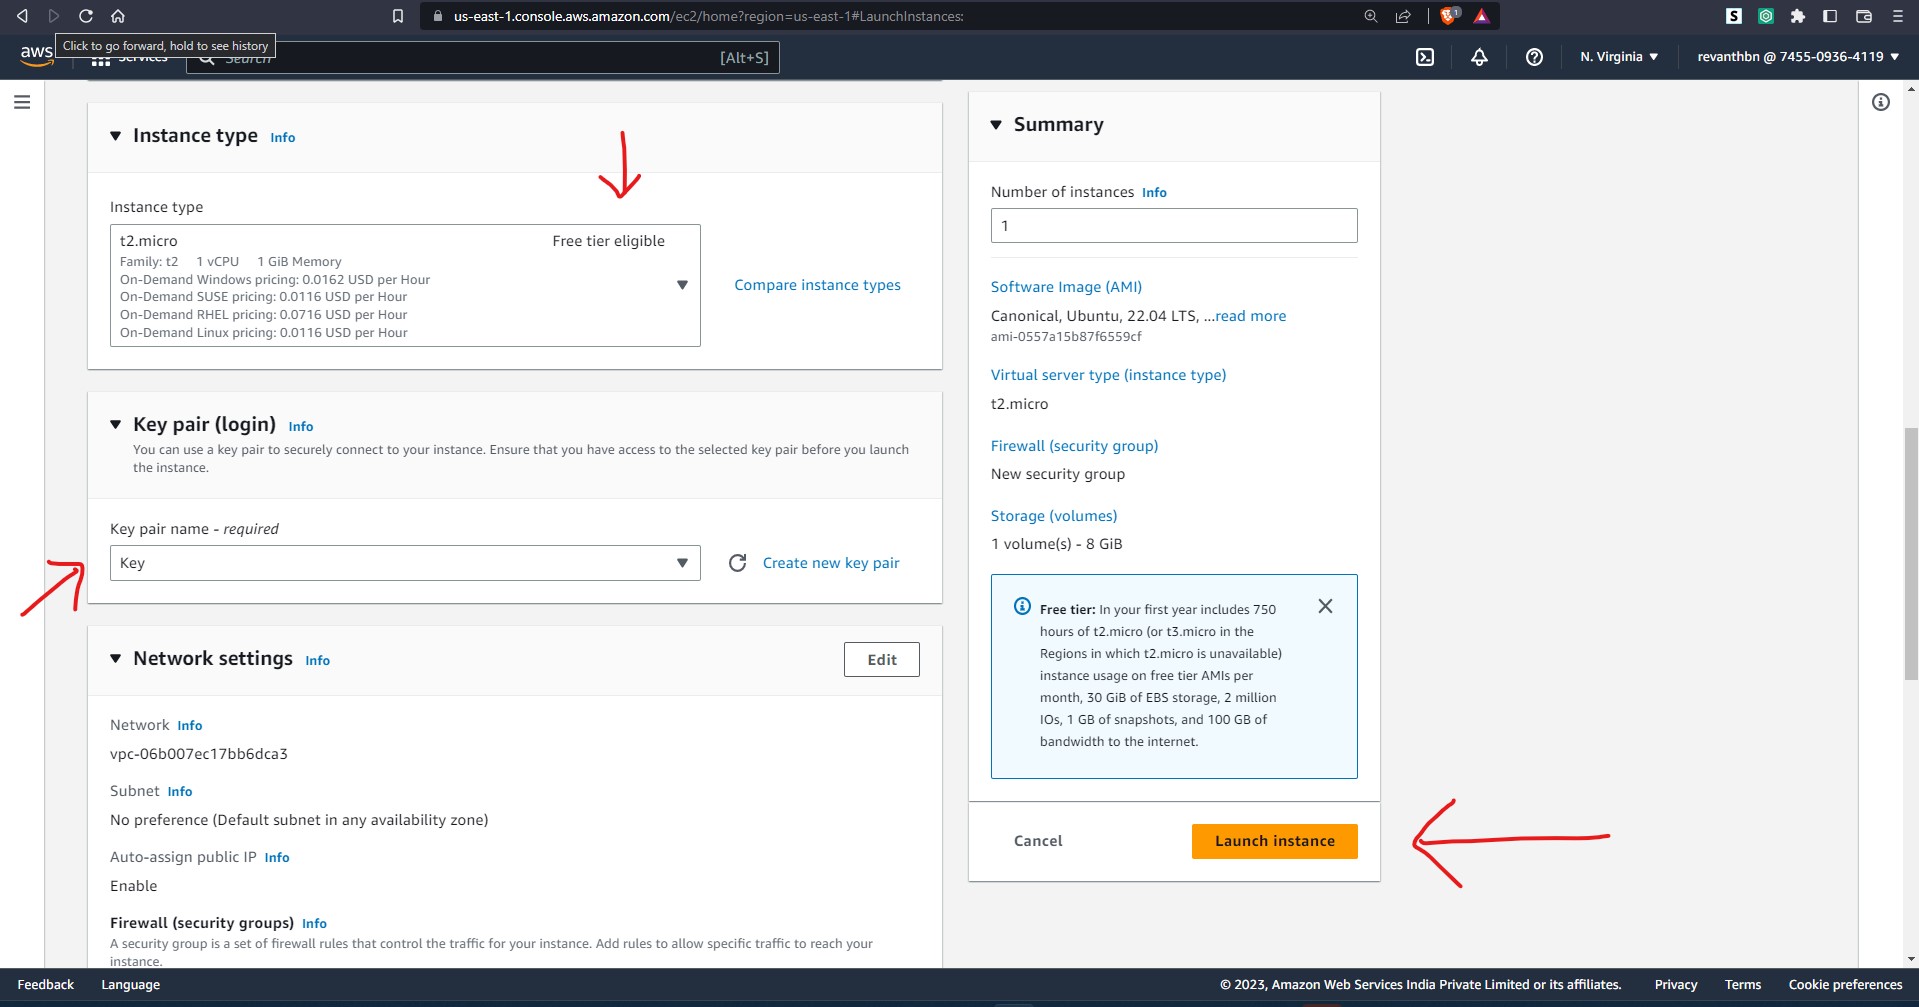 us-east-1.console.aws.amazon.com/ec2/home?region=us-east-1#LaunchInstances:
1
S
Click to go forward, hold to see history
aws
Services
Search
[Alt+S]
N. Virginia
revanthbn @ 7455-0936-4119
Instance type Info
Instance type
t2.micro
Free tier eligible
Family: t2 1 vCPU 1 GiB Memory
On-Demand Windows pricing: 0.0162 USD per Hour
On-Demand SUSE pricing: 0.0116 USD per Hour
On-Demand RHEL pricing: 0.0716 USD per Hour
On-Demand Linux pricing: 0.0116 USD per Hour
Compare instance types
Key pair (login) Info
You can use a key pair to securely connect to your instance. Ensure that you have access to the selected key pair before you launch
the instance.
Key pair name - required
Key
Create new key pair
Network settings Info
Edit
Network Info
vpc-06b007ec17bb6dca3
Subnet Info
No preference (Default subnet in any availability zone)
Auto-assign public IP Info
Enable
Firewall (security groups) Info
A security group is a set of firewall rules that control the traffic for your instance. Add rules to allow specific traffic to reach your
instance.
Summary
Number of instances Info
1
Software Image (AMI)
Canonical, Ubuntu, 22.04 LTS, ...read more
ami-0557a15b87f6559cf
Virtual server type (instance type)
t2.micro
Firewall (security group)
New security group
Storage (volumes)
1 volume(s) - 8 GiB
Free tier: In your first year includes 750
hours of t2.micro (or t3.micro in the
Regions in which t2.micro is unavailable)
instance usage on free tier AMIs per
month, 30 GiB of EBS storage, 2 million
IOs, 1 GB of snapshots, and 100 GB of
bandwidth to the internet.
Cancel
Launch instance
Feedback
Language
© 2023, Amazon Web Services India Private Limited or its affiliates.
Privacy
Terms
Cookie preferences